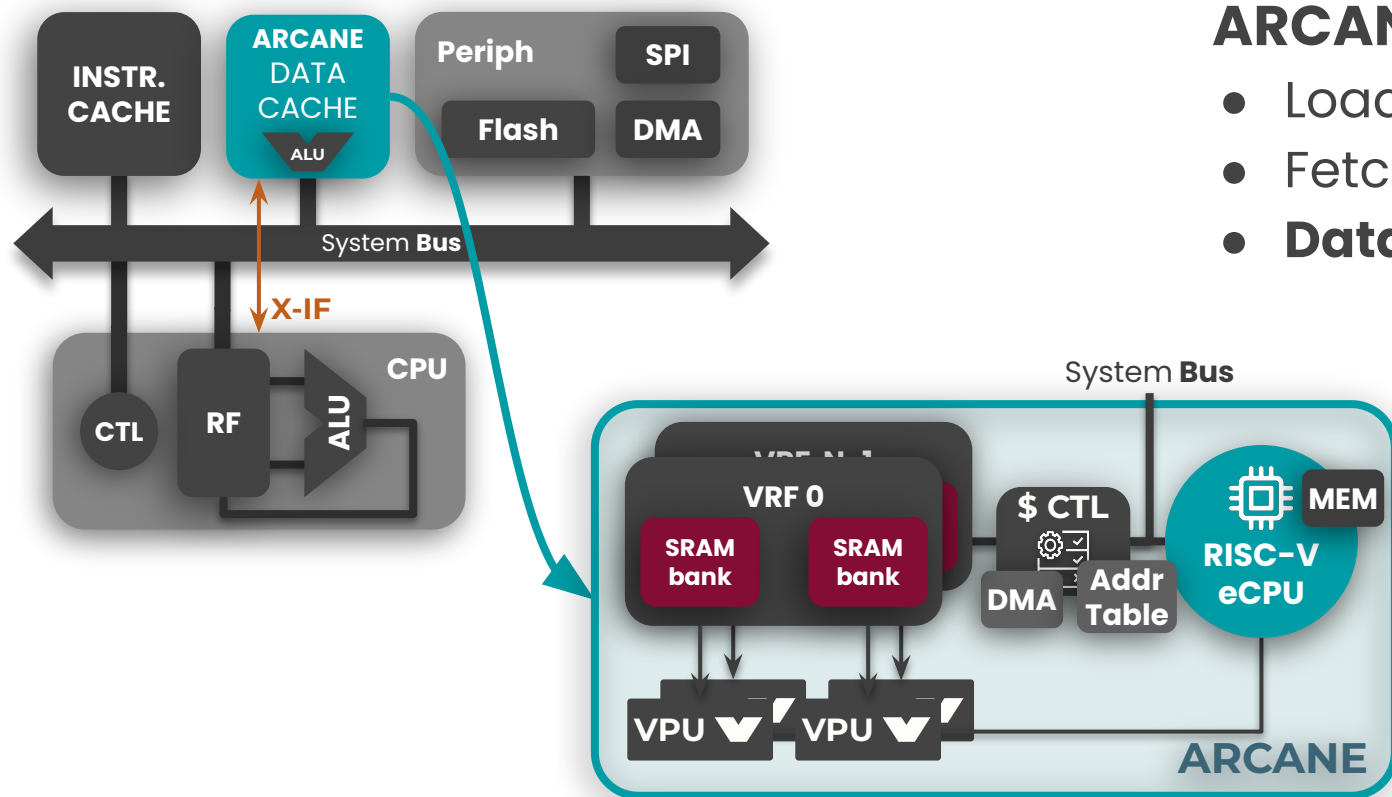 INSTR.
CACHE
ARCANE
DATA
CACHE
ALU
Periph
SPI
Flash
DMA
System Bus
X-IF
CPU
CTL
RF
ALU
ARCAN
● Load
● Fetc
● Data
System Bus
VRF 0
SRAM
bank
SRAM
bank
$ CTL
DMA
Addr
Table
MEM
RISC-V
eCPU
VPU
VPU
ARCANE